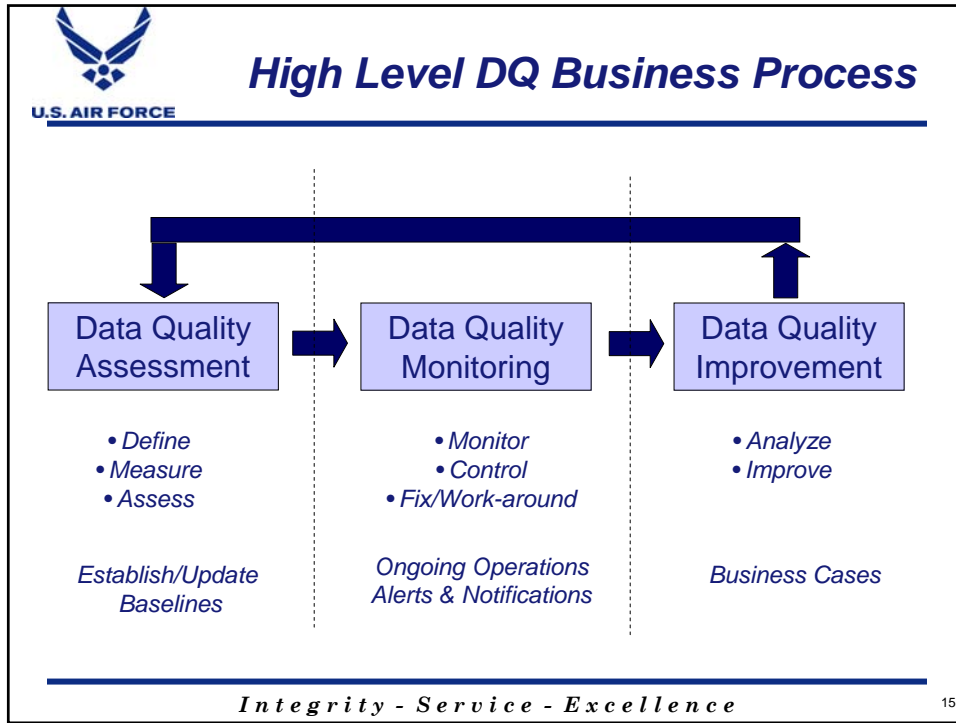 High Level DQ Business Process
U.S. AIR FORCE
Data Quality
Assessment
Data Quality
Monitoring
Data Quality
Improvement
• Define
• Measure
• Assess
• Monitor
• Control
• Fix/Work-around
• Analyze
• Improve
Establish/Update
Baselines
Ongoing Operations
Alerts & Notifications
Business Cases
Integrity - Service - Excellence
15